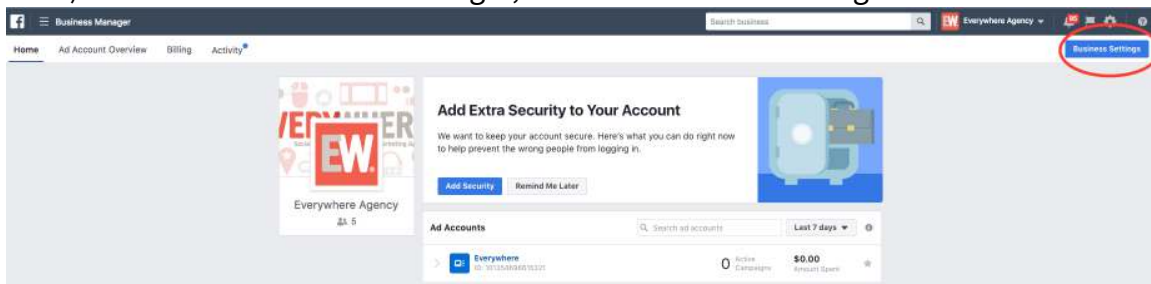 Business Manager
Search business
EW Everywhere Agency
Home Ad Account Overview Billing Activity
Business Settings
EW.
Everywhere Agency
5
Add Extra Security to Your Account
We want to keep your account secure. Here's what you can do right now
to help prevent the wrong people from logging in.
Add Security Remind Me Later
Ad Accounts Search ad accounts Last 7 days
Everywhere
0 Active Campaigns
$0.00 Amount Spent